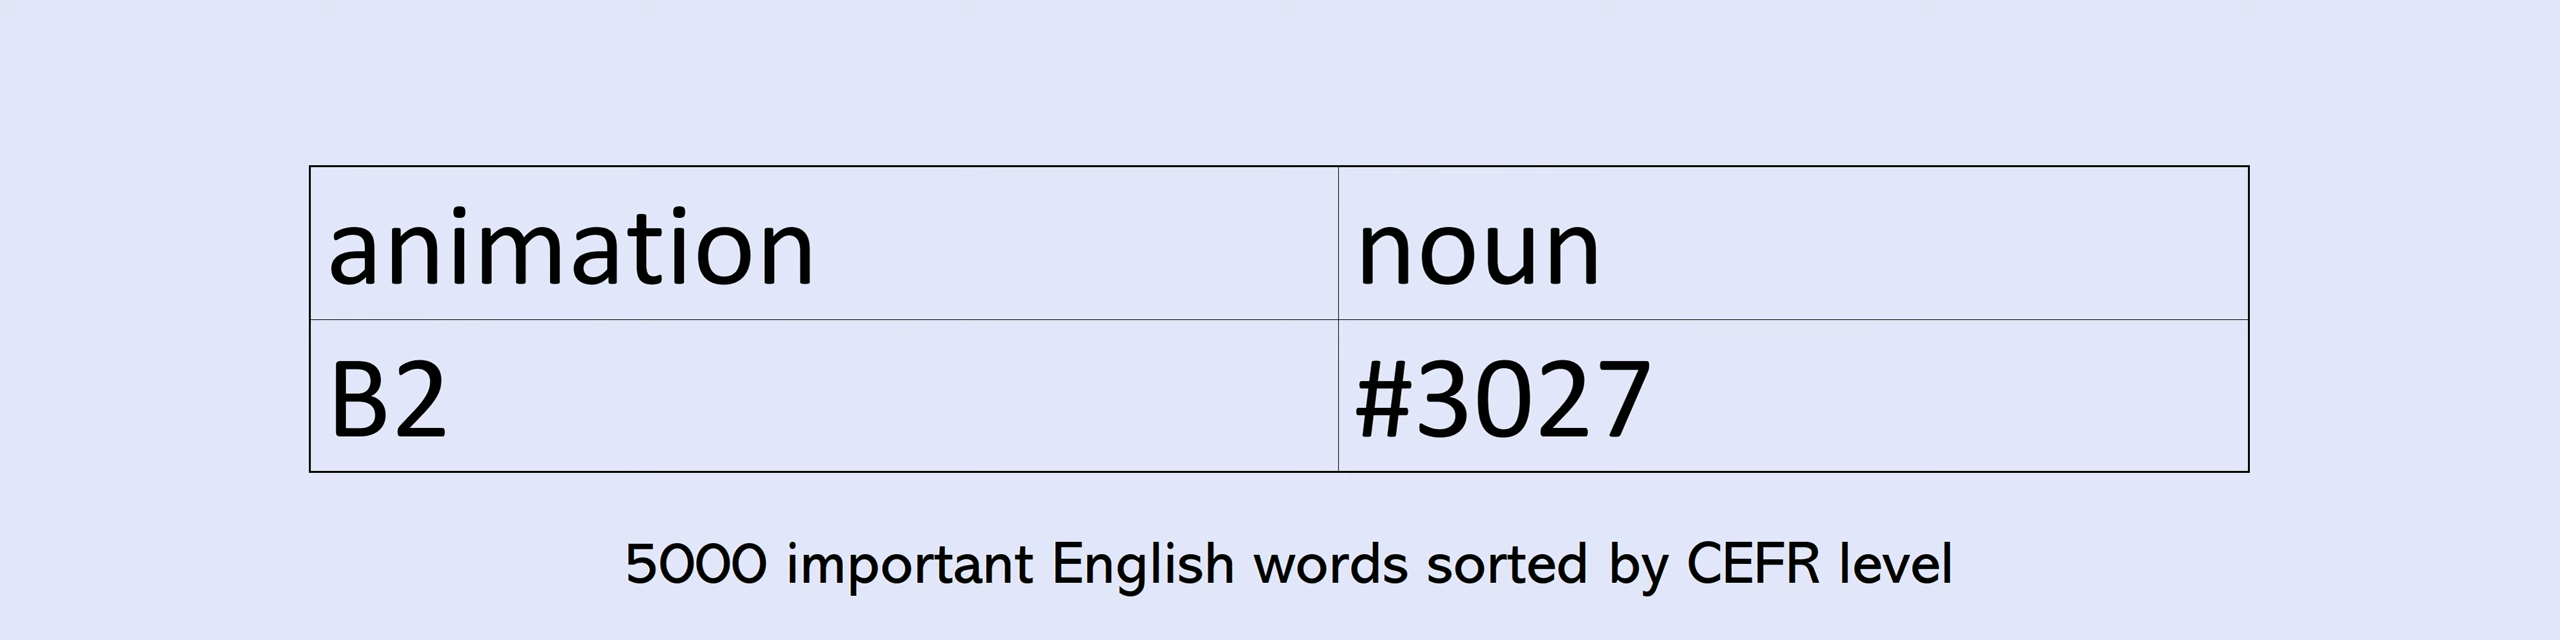 animation noun
B2 #3027
5000 important English words sorted by CEFR level